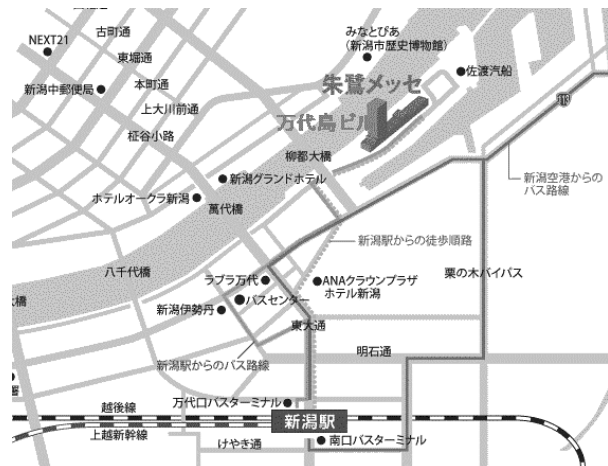 古町通
NEXT21
東堀通
みなとぴあ
(新潟市歴史博物館)
新潟中郵便局
本町通
佐渡汽船
上大川前通
朱鷺メッセ
113
柾谷小路
万代島ビル
柳都大橋
新潟グランドホテル
新潟空港からの
バス路線
ホテルオークラ新潟
萬代橋
新潟駅からの徒歩順路
八千代橋
ラブラ万代
ANAクラウンプラザ
ホテル新潟
栗の木バイパス
大橋
バスセンター
新潟伊勢丹
東大通
明石通
新潟駅からのバス路線
万代口バスターミナル
越後線
新潟駅
上越新幹線
けやき通
南口バスターミナル